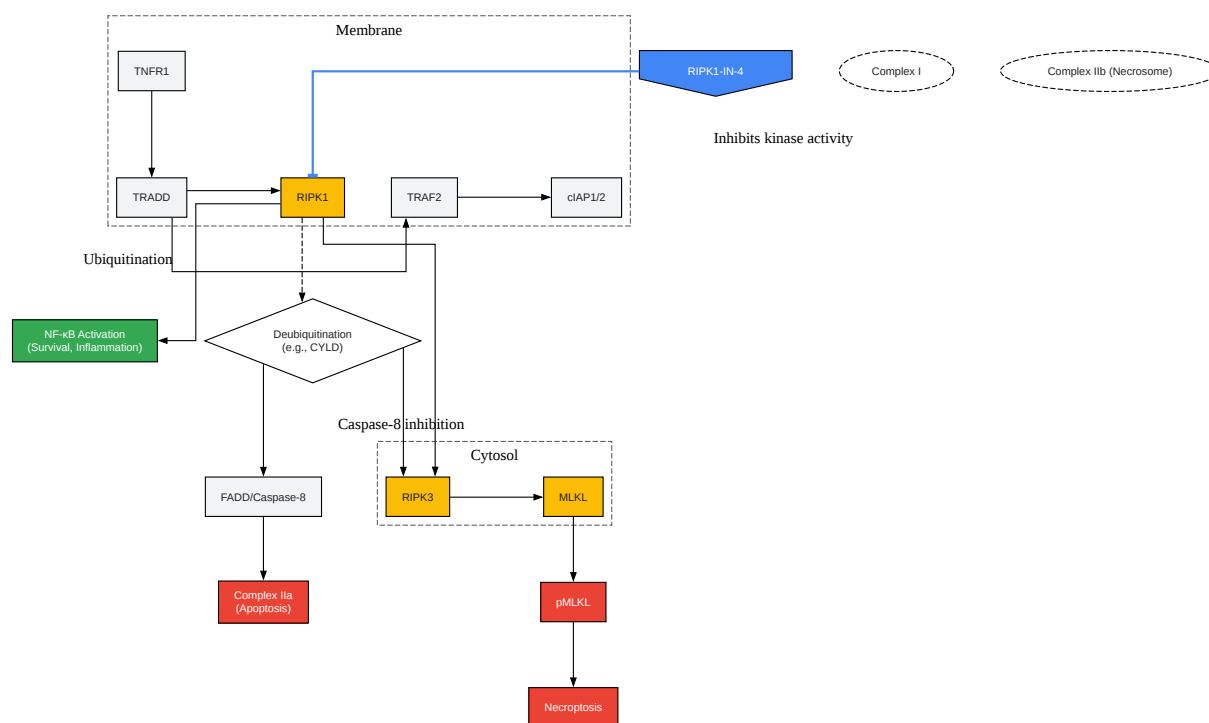 Membrane
TNFR1
RIPK1-IN-4
Complex I
Complex IIb (Necrosome)
Inhibits kinase activity
TRADD
RIPK1
TRAF2
cIAP1/2
Ubiquitination
NF-κB Activation
(Survival, Inflammation)
Deubiquitination
(e.g., CYLD)
Caspase-8 inhibition
Cytosol
FADD/Caspase-8
RIPK3
MLKL
Complex IIa
(Apoptosis)
pMLKL
Necroptosis